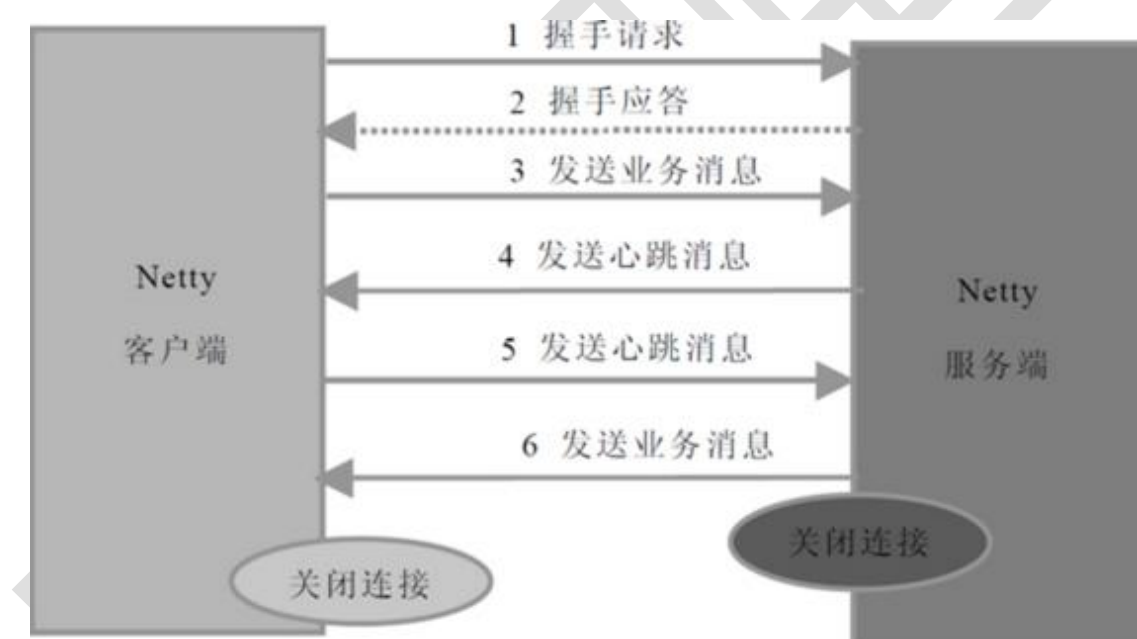 1 握手请求
2 握手应答
3 发送业务消息
4 发送心跳消息
Netty
客户端
Netty
服务端
5 发送心跳消息
6 发送业务消息
关闭连接
关闭连接